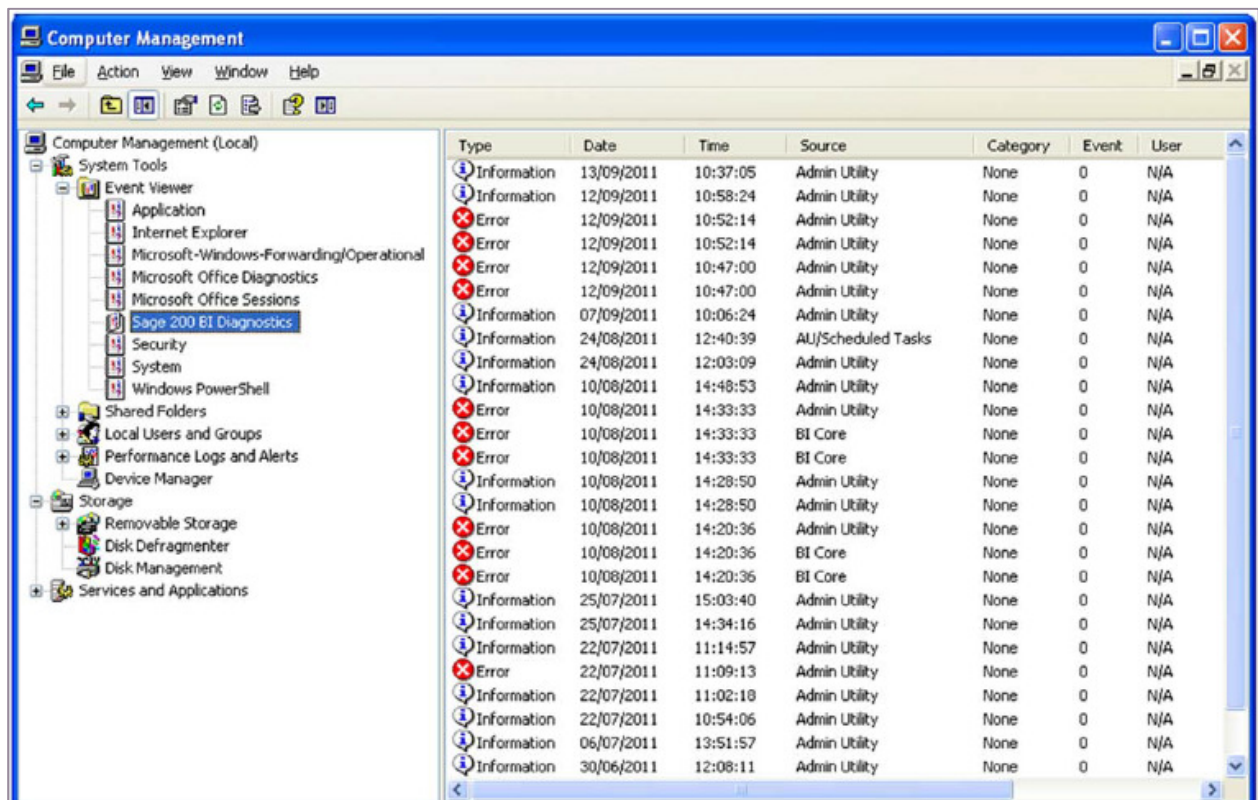 Computer Management
File Action View Window Help
Computer Management (Local)
System Tools
Event Viewer
Application
Internet Explorer
Microsoft-Windows-Forwarding/Operational
Microsoft Office Diagnostics
Microsoft Office Sessions
Sage 200 BI Diagnostics
Security
System
Windows PowerShell
Shared Folders
Local Users and Groups
Performance Logs and Alerts
Device Manager
Storage
Removable Storage
Disk Defragmenter
Disk Management
Services and Applications
Type Date Time Source Category Event User
Information 13/09/2011 10:37:05 Admin Utility None 0 N/A
Information 12/09/2011 10:58:24 Admin Utility None 0 N/A
Error 12/09/2011 10:52:14 Admin Utility None 0 N/A
Error 12/09/2011 10:52:14 Admin Utility None 0 N/A
Error 12/09/2011 10:47:00 Admin Utility None 0 N/A
Error 12/09/2011 10:47:00 Admin Utility None 0 N/A
Information 07/09/2011 10:06:24 Admin Utility None 0 N/A
Information 24/08/2011 12:40:39 AU/Scheduled Tasks None 0 N/A
Information 24/08/2011 12:03:09 Admin Utility None 0 N/A
Information 10/08/2011 14:48:53 Admin Utility None 0 N/A
Error 10/08/2011 14:33:33 Admin Utility None 0 N/A
Error 10/08/2011 14:33:33 BI Core None 0 N/A
Error 10/08/2011 14:33:33 BI Core None 0 N/A
Information 10/08/2011 14:28:50 Admin Utility None 0 N/A
Information 10/08/2011 14:28:50 Admin Utility None 0 N/A
Error 10/08/2011 14:20:36 Admin Utility None 0 N/A
Error 10/08/2011 14:20:36 BI Core None 0 N/A
Error 10/08/2011 14:20:36 BI Core None 0 N/A
Information 25/07/2011 15:03:40 Admin Utility None 0 N/A
Information 25/07/2011 14:34:16 Admin Utility None 0 N/A
Information 22/07/2011 11:14:57 Admin Utility None 0 N/A
Error 22/07/2011 11:09:13 Admin Utility None 0 N/A
Information 22/07/2011 11:02:18 Admin Utility None 0 N/A
Information 22/07/2011 10:54:06 Admin Utility None 0 N/A
Information 06/07/2011 13:51:57 Admin Utility None 0 N/A
Information 30/06/2011 12:08:11 Admin Utility None 0 N/A